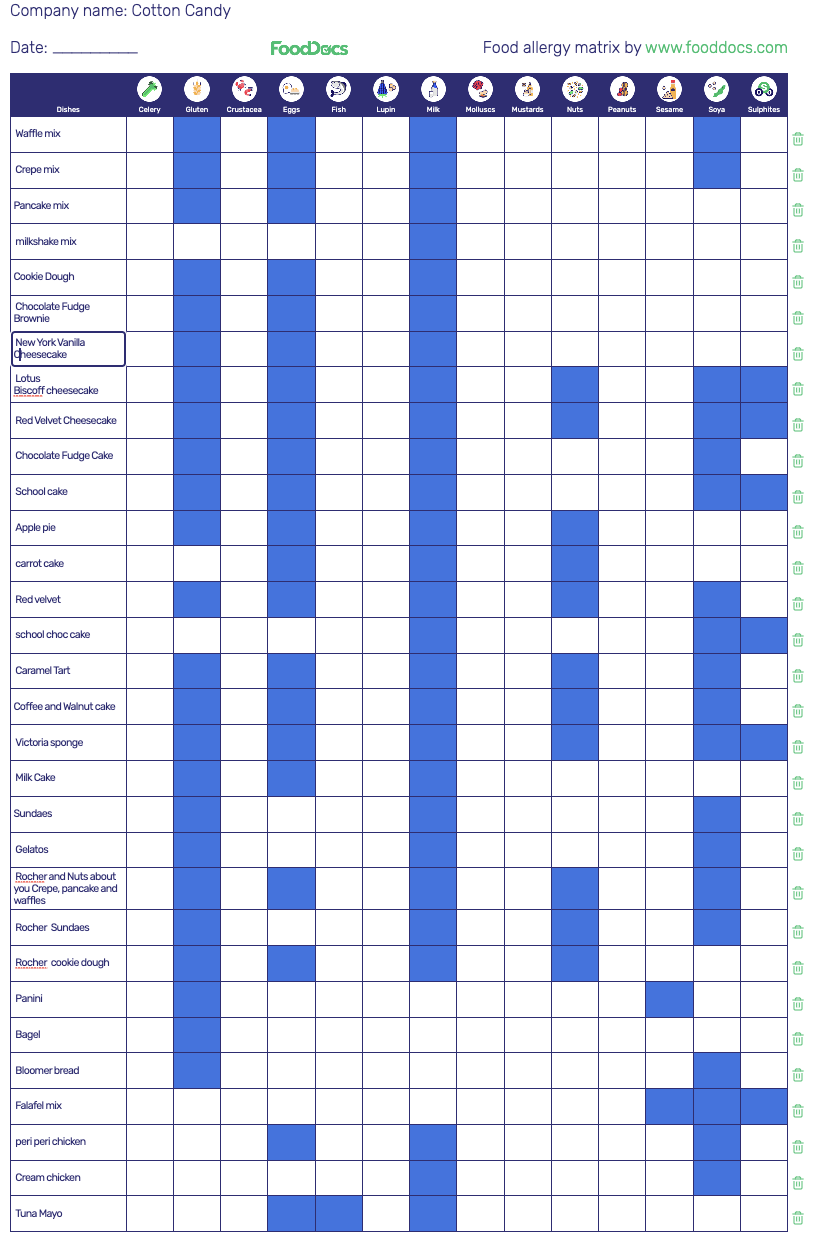 Company name: Cotton Candy
Date: __________
FoodDocs
Food allergy matrix by www.fooddocs.com
Dishes Celery Gluten Crustacea Eggs Fish Lupin Milk Molluscs Mustards Nuts Peanuts Sesame Soya Sulphites
Waffle mix
Crepe mix
Pancake mix
milkshake mix
Cookie Dough
Chocolate Fudge
Brownie
New York Vanilla
Cheesecake
Lotus
Biscoff cheesecake
Red Velvet Cheesecake
Chocolate Fudge Cake
School cake
Apple pie
carrot cake
Red velvet
school choc cake
Caramel Tart
Coffee and Walnut cake
Victoria sponge
Milk Cake
Sundaes
Gelatos
Rocher and Nuts about
you Crepe, pancake and
waffles
Rocher Sundaes
Rocher cookie dough
Panini
Bagel
Bloomer bread
Falafel mix
peri peri chicken
Cream chicken
Tuna Mayo